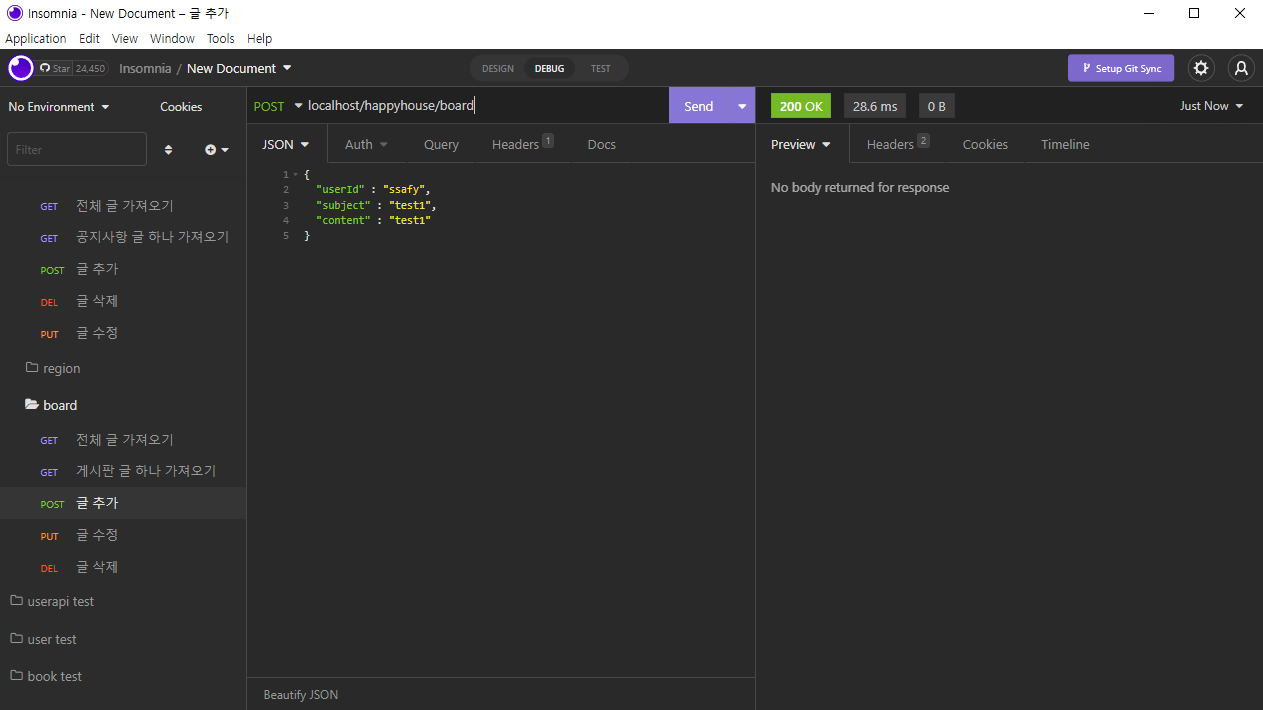 Insomnia - New Document – 글 추가
Application Edit View Window Tools Help
Star 24,450 Insomnia / New Document DESIGN DEBUG TEST Setup Git Sync
No Environment Cookies
Filter
GET 전체 글 가져오기
GET 공지사항 글 하나 가져오기
POST 글 추가
DEL 글 삭제
PUT 글 수정
region
board
GET 전체 글 가져오기
GET 게시판 글 하나 가져오기
POST 글 추가
PUT 글 수정
DEL 글 삭제
userapi test
user test
book test
POST localhost/happyhouse/board Send
JSON Auth Query Headers 1 Docs
1 {
2 "userId" : "ssafy",
3 "subject" : "test1",
4 "content" : "test1"
5 }
Beautify JSON
200 OK 28.6 ms 0 B Just Now
Preview Headers 2 Cookies Timeline
No body returned for response